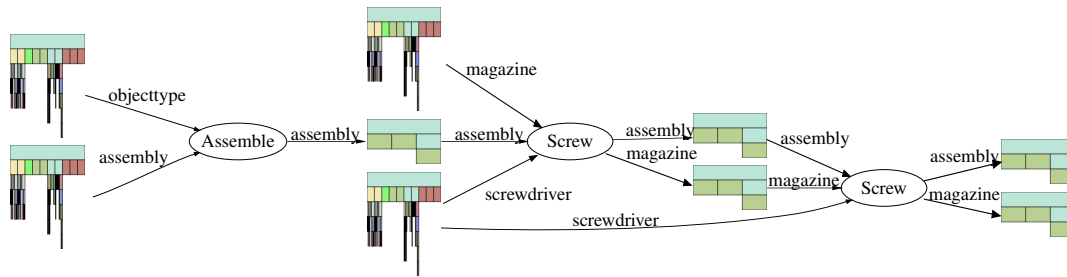 objecttype
assembly
Assemble
assembly
magazine
assembly
screwdriver
Screw
assembly
magazine
screwdriver
assembly
magazine
Screw
assembly
magazine